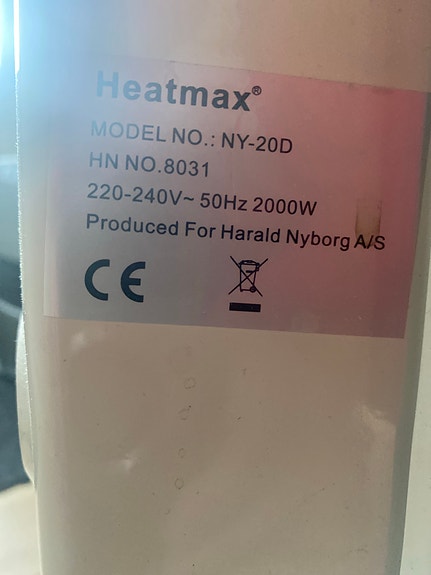 Heatmax®
MODEL NO.: NY-20D
HN NO.8031
220-240V~ 50Hz 2000W
Produced For Harald Nyborg A/S
CE